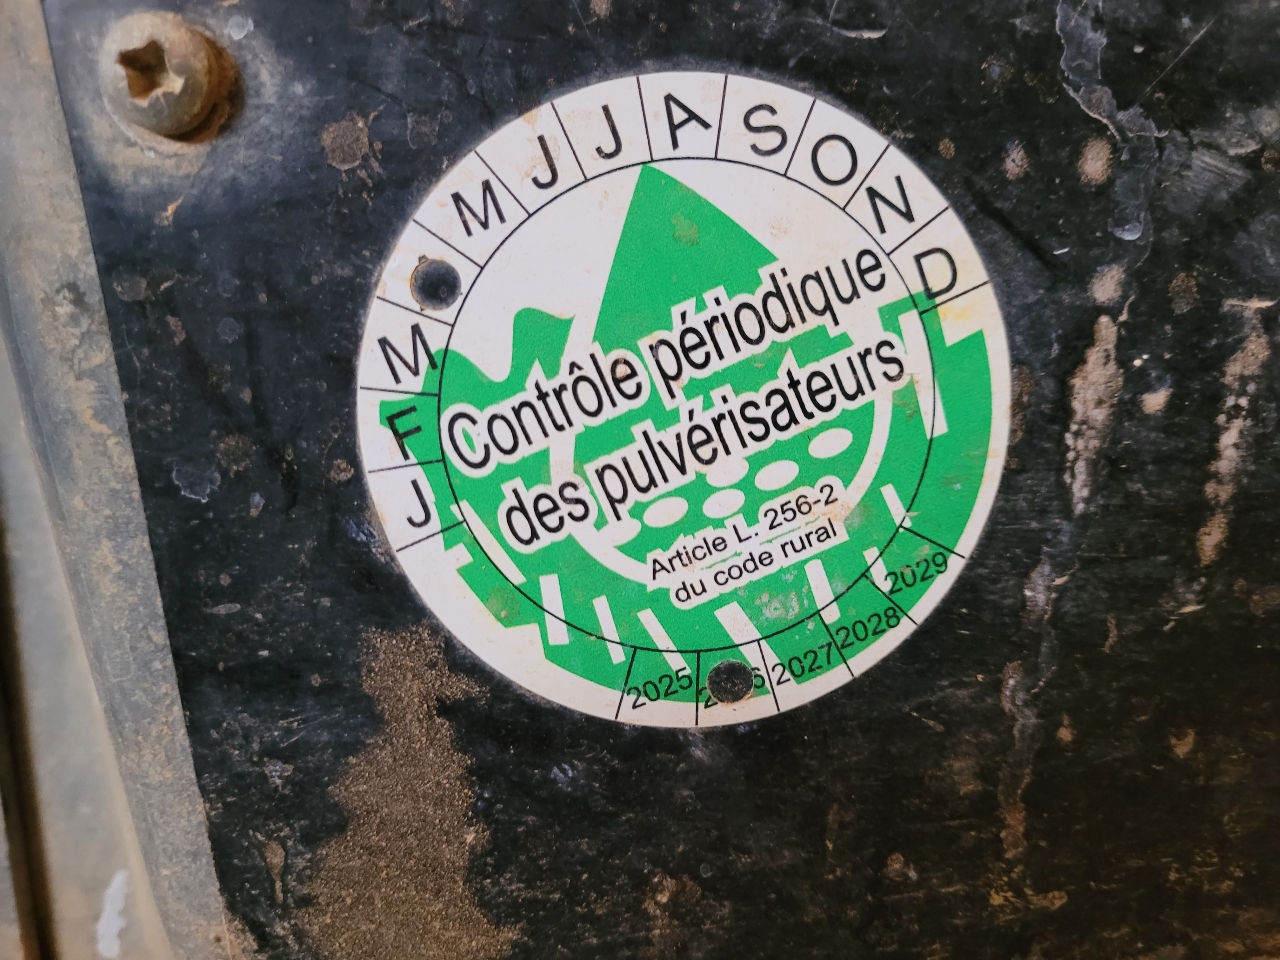 J F M M J J A S O N D
Contrôle périodique
des pulvérisateurs
Article L. 256-2
du code rural
2025 2027 2028 2029